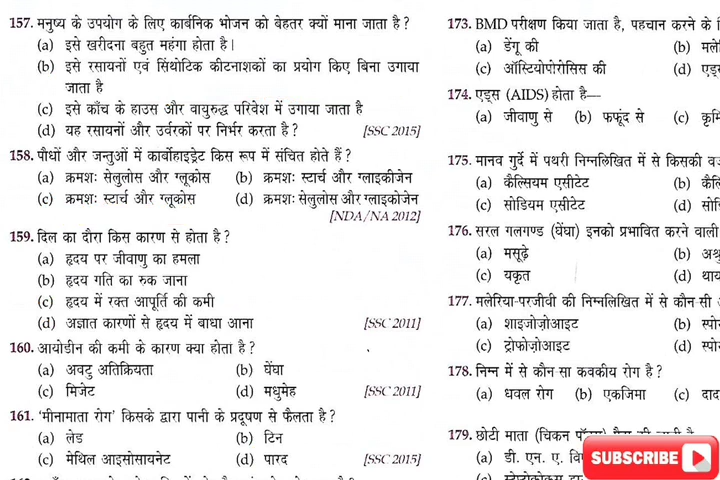 157. मनुष्य के उपयोग के लिए कार्बनिक भोजन को बेहतर क्यों माना जाता है ?
(a) इसे खरीदना बहुत महंगा होता है।
(b) इसे रसायनों एवं सिंथोटिक कीटनाशकों का प्रयोग किए बिना उगाया
जाता है
(c) इसे काँच के हाउस और वायुरुद्ध परिवेश में उगाया जाता है
(d) यह रसायनों और उर्वरकों पर निर्भर करता है ? [SSC 2015]
158. पौधों और जन्तुओं में कार्बोहाइड्रेट किस रूप में संचित होते हैं ?
(a) क्रमशः सेलुलोस और ग्लूकोस (b) क्रमशः स्टार्च और ग्लाइकीजेन
(c) क्रमशः स्टार्च और ग्लूकोस (d) क्रमशः सेलुलोस और ग्लाइकोजेन
[NDA/NA 2012]
159. दिल का दौरा किस कारण से होता है ?
(a) हृदय पर जीवाणु का हमला
(b) हृदय गति का रुक जाना
(c) हृदय में रक्त आपूर्ति की कमी
(d) अज्ञात कारणों से हृदय में बाधा आना [SSC 2011]
160. आयोडीन की कमी के कारण क्या होता है ?
(a) अवटु अतिक्रियता (b) घेंघा
(c) मिजेट (d) मधुमेह [SSC 2011]
161. ‘मीनामाता रोग’ किसके द्वारा पानी के प्रदूषण से फैलता है ?
(a) लेड (b) टिन
(c) मेथिल आइसोसायनेट (d) पारद [SSC 2015]
173. BMD परीक्षण किया जाता है, पहचान करने के
(a) डेंगू की (b)
(c) ऑस्टियोपोरोसिस की (d)
174. एड्स (AIDS) होता है—
(a) जीवाणु से (b) फफूंद से (c)
175. मानव गुर्दे में पथरी निम्नलिखित में से किसकी
(a) कैल्सियम एसीटेट (b)
(c) सोडियम एसीटेट (d)
176. सरल गलगण्ड (घेंघा) इनको प्रभावित करने वाली
(a) मसूढ़े (b)
(c) यकृत (d)
177. मलेरिया-परजीवी की निम्नलिखित में से कौन-सी
(a) शाइजोज़ोआइट (b)
(c) ट्रोफोज़ोआइट (d)
178. निम्न में से कौन-सा कवकीय रोग है ?
(a) धवल रोग (b) एकजिमा (c) दाद
179. छोटी माता (चिकन
(a) डी. एन. ए.
SUBSCRIBE